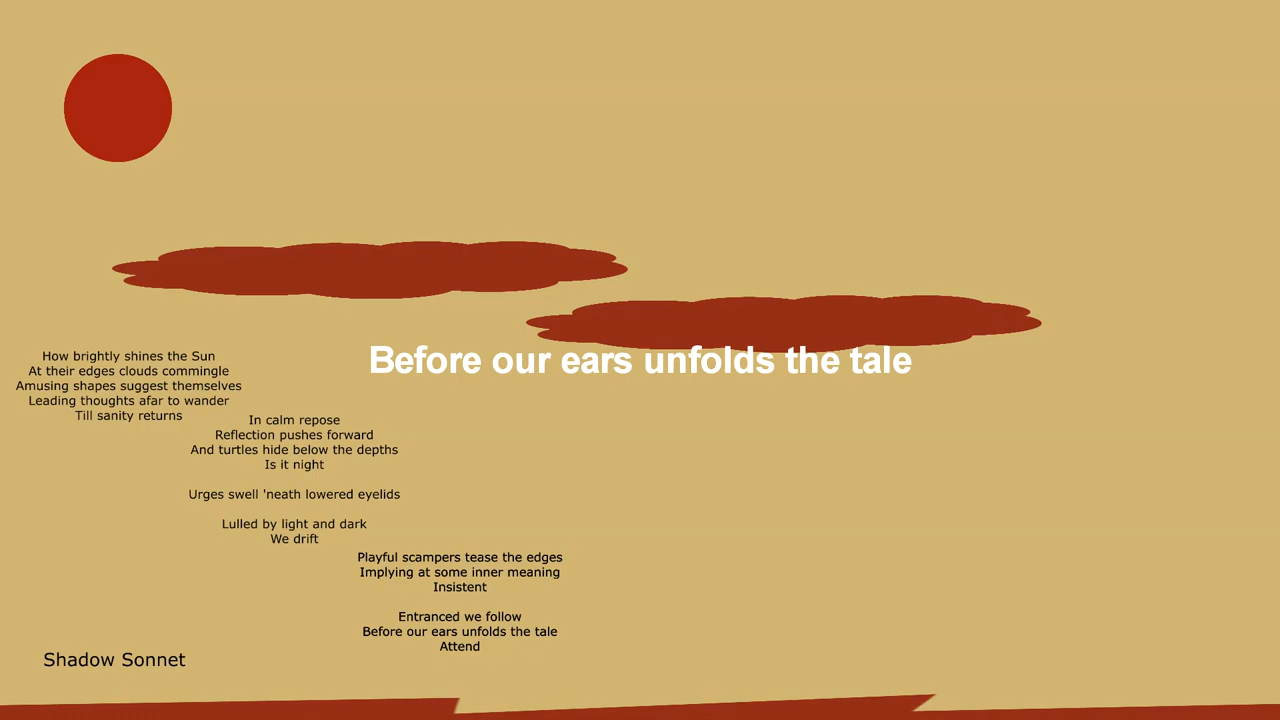 Before our ears unfolds the tale
How brightly shines the Sun
At their edges clouds commingle
Amusing shapes suggest themselves
Leading thoughts afar to wander
Till sanity returns
In calm repose
Reflection pushes forward
And turtles hide below the depths
Is it night
Urges swell 'neath lowered eyelids
Lulled by light and dark
We drift
Playful scampers tease the edges
Implying at some inner meaning
Insistent
Entranced we follow
Before our ears unfolds the tale
Attend
Shadow Sonnet